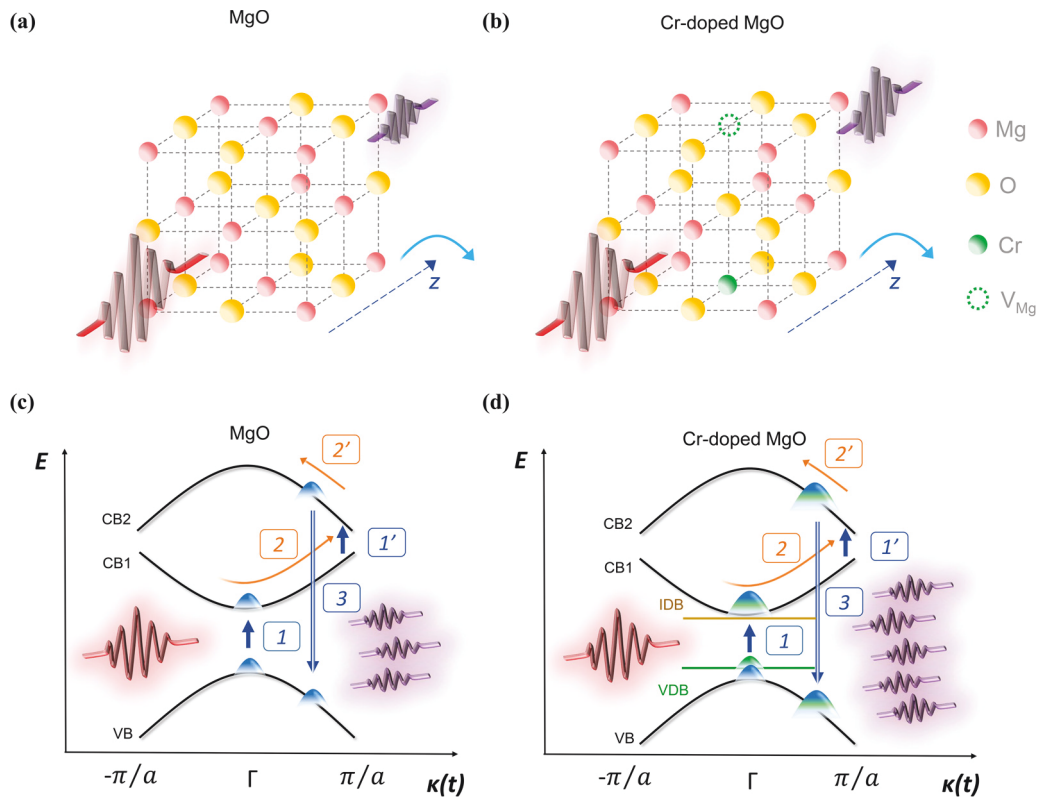 (a)
MgO
z
(b)
Cr-doped MgO
z
Mg
O
Cr
V_Mg
(c)
MgO
E
2'
CB2
1'
2
CB1
3
1
VB
-π/a
Γ
π/a
κ(t)
(d)
Cr-doped MgO
E
2'
CB2
1'
2
CB1
IDB
3
1
VDB
VB
-π/a
Γ
π/a
κ(t)